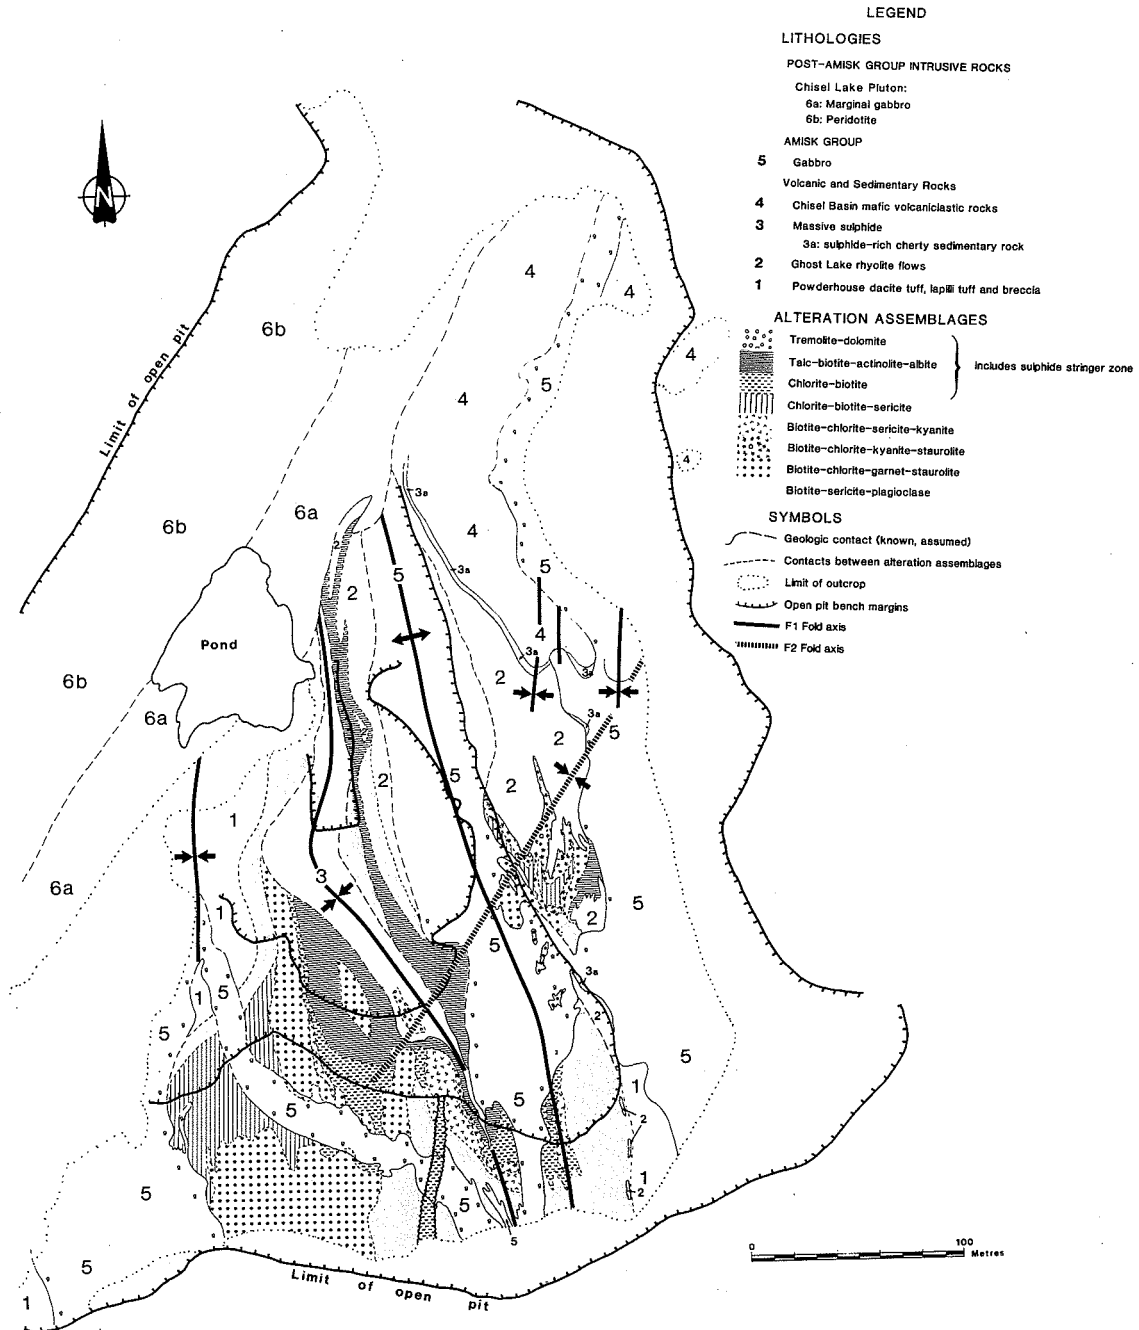 LEGEND
LITHOLOGIES
POST-AMISK GROUP INTRUSIVE ROCKS
Chisel Lake Pluton:
6a: Marginal gabbro
6b: Peridotite
AMISK GROUP
5 Gabbro
Volcanic and Sedimentary Rocks
4 Chisel Basin mafic volcaniclastic rocks
3 Massive sulphide
3a: sulphide-rich cherty sedimentary rock
2 Ghost Lake rhyolite flows
1 Powderhouse dacite tuff, lapilli tuff and breccia
ALTERATION ASSEMBLAGES
Tremolite-dolomite
Talc-biotite-actinolite-albite
includes sulphide stringer zone
Chlorite-biotite
Chlorite-biotite-sericite
Biotite-chlorite-sericite-kyanite
Biotite-chlorite-kyanite-staurolite
Biotite-chlorite-garnet-staurolite
Biotite-sericite-plagioclase
SYMBOLS
Geologic contact (known, assumed)
Contacts between alteration assemblages
Limit of outcrop
Open pit bench margins
F1 Fold axis
F2 Fold axis
N
Limit of open pit
6b
4
4
4
5
4
4
6b
6a
3a
4
3a
5
5
2
2
4
3a
3a
Pond
2
6b
6a
3a
5
2
5
2
2
1
3
6a
1
5
2
5
3a
1
5
2
5
5
1
5
5
2
1
2
5
5
5
5
1
Limit of open pit
0 100
Metres